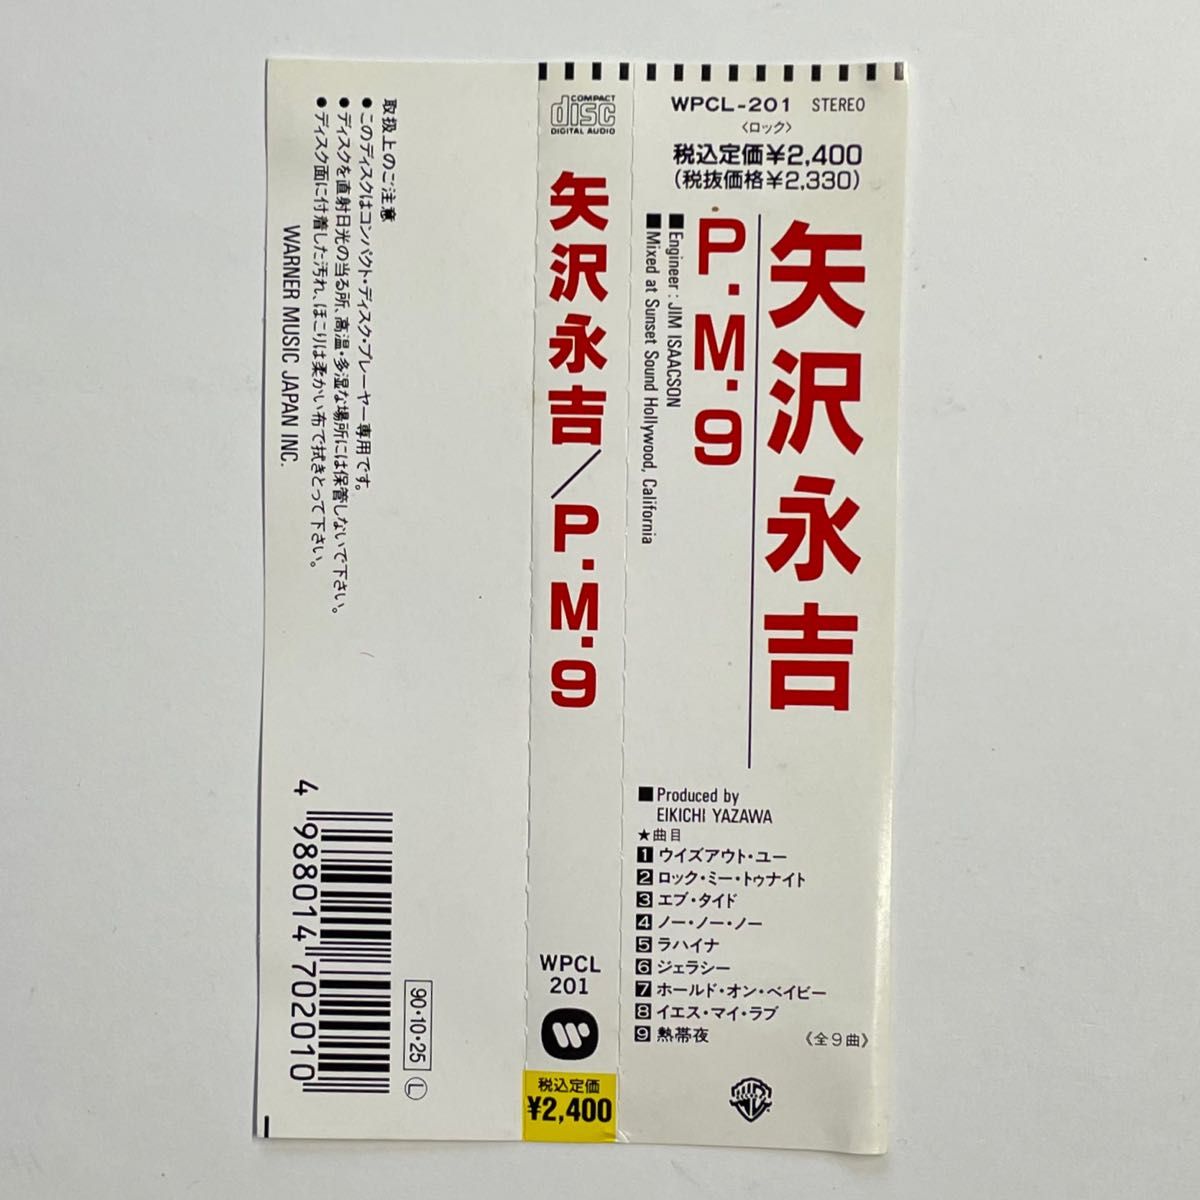 取扱上のご注意
●このディスクはコンパクト・ディスク・プレーヤー専用です。
●ディスクを直射日光の当る所、高温・多湿な場所には保管しないで下さい。
●ディスク面に付着した汚れ、ほこりは柔かい布で拭きとって下さい。
WARNER MUSIC JAPAN INC.
4 988014 702010
90・10・25 L
COMPACT
disc
DIGITAL AUDIO
矢沢永吉/P.M.9
WPCL
201
税込定価
¥2,400
WPCL-201 STEREO
〈ロック〉
税込定価¥2,400
(税抜価格¥2,330)
矢沢永吉
P.M.9
■Engineer : JIM ISAACSON
■Mixed at Sunset Sound Hollywood, California
■Produced by
EIKICHI YAZAWA
★曲目
1 ウイズアウト・ユー
2 ロック・ミー・トゥナイト
3 エブ・タイド
4 ノー・ノー・ノー
5 ラハイナ
6 ジェラシー
7 ホールド・オン・ベイビー
8 イエス・マイ・ラブ
9 熱帯夜
《全9曲》
WB